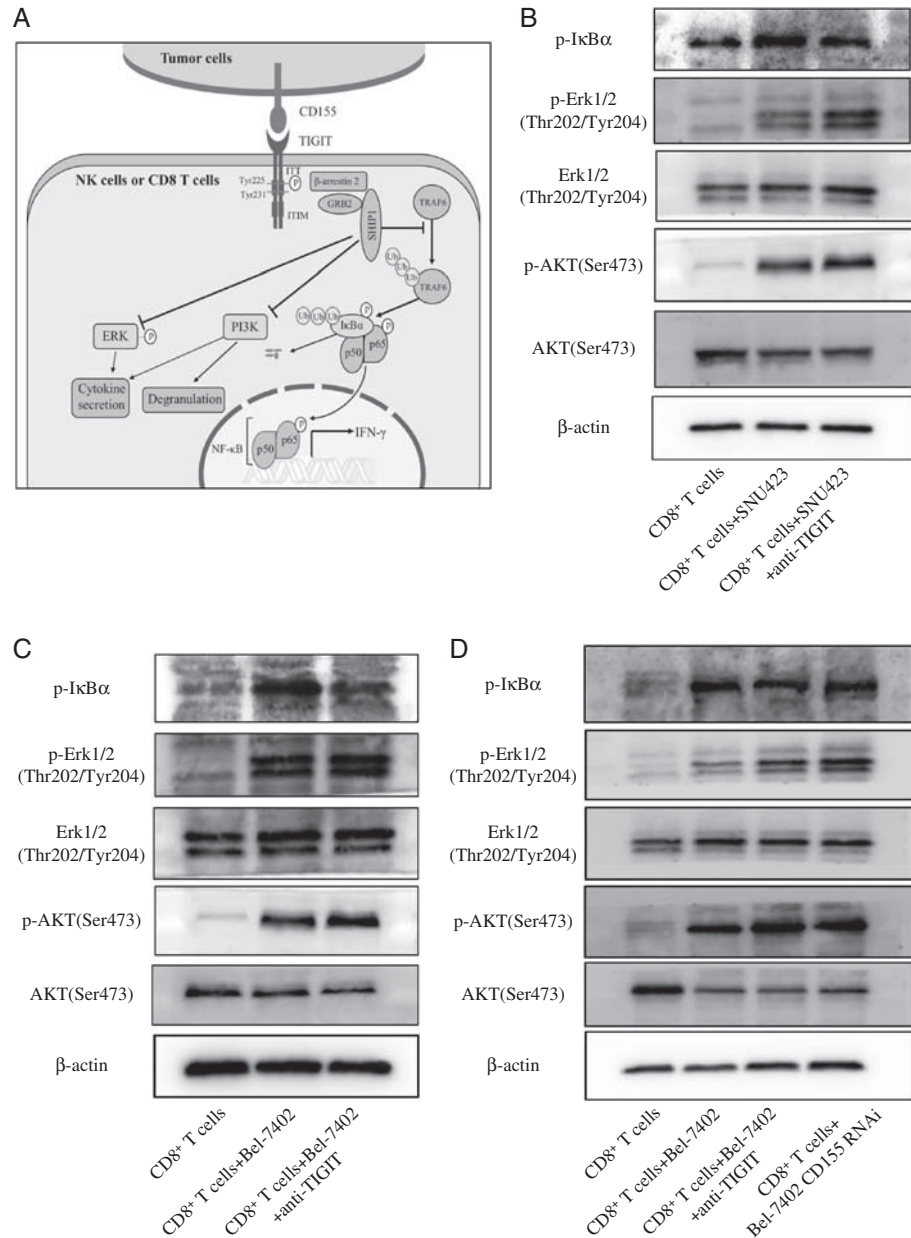 A
Tumor cells
CD155
TIGIT
NK cells or CD8 T cells
ITT
Tyr225
P
Tyr231
ITIM
β-arrestin 2
GRB2
SHIP1
TRAF6
Ub
Ub
Ub
TRAF6
ERK
P
PI3K
Ub
Ub
Ub
IκBα
P
P
p50
p65
Cytokine
secretion
Degranulation
NF-κB
p50
p65
P
IFN-γ
B
p-IκBα
p-Erk1/2
(Thr202/Tyr204)
Erk1/2
(Thr202/Tyr204)
p-AKT(Ser473)
AKT(Ser473)
β-actin
CD8⁺ T cells
CD8⁺ T cells+SNU423
CD8⁺ T cells+SNU423
+anti-TIGIT
C
p-IκBα
p-Erk1/2
(Thr202/Tyr204)
Erk1/2
(Thr202/Tyr204)
p-AKT(Ser473)
AKT(Ser473)
β-actin
CD8⁺ T cells
CD8⁺ T cells+Bel-7402
CD8⁺ T cells+Bel-7402
+anti-TIGIT
D
p-IκBα
p-Erk1/2
(Thr202/Tyr204)
Erk1/2
(Thr202/Tyr204)
p-AKT(Ser473)
AKT(Ser473)
β-actin
CD8⁺ T cells
CD8⁺ T cells+Bel-7402
CD8⁺ T cells+Bel-7402
+anti-TIGIT
CD8⁺ T cells+
Bel-7402 CD155 RNAi